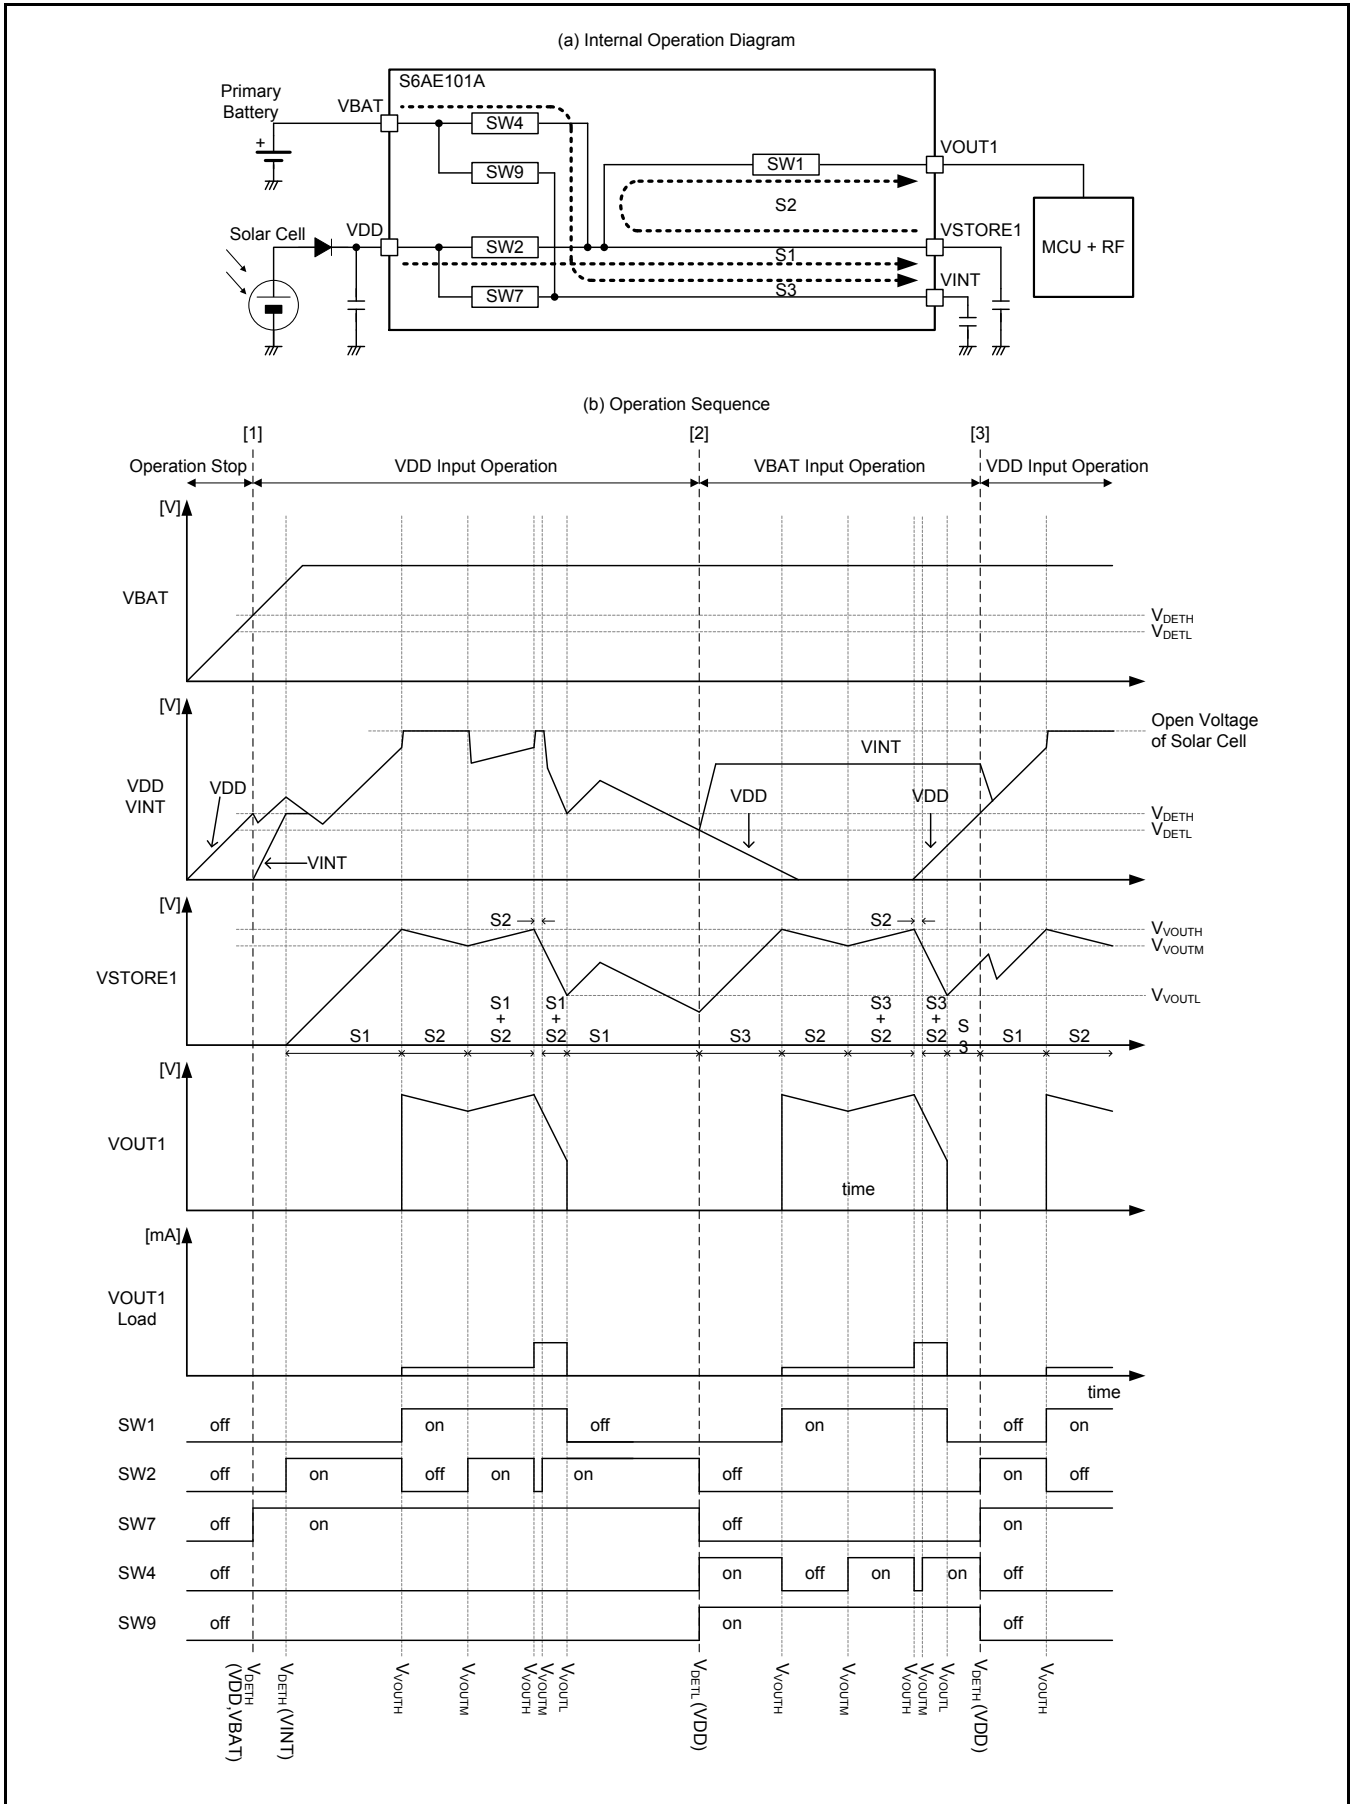 (a) Internal Operation Diagram
S6AE101A
Primary
Battery
VBAT
+
SW4
SW9
SW1
VOUT1
S2
Solar Cell
VDD
SW2
VSTORE1
S1
MCU + RF
VINT
SW7
S3
(b) Operation Sequence
[1]
[2]
[3]
Operation Stop
VDD Input Operation
VBAT Input Operation
VDD Input Operation
[V]
VBAT
VDETH
VDETL
[V]
Open Voltage
of Solar Cell
VINT
VDD
VINT
VDD
VDD
VDD
VDETH
VDETL
VINT
[V]
S2
S2
VVOUTH
VVOUTM
VSTORE1
VVOUTL
S1
+
S2
S1
+
S2
S3
+
S2
S3
+
S2
S
3
S1
S2
S1
S3
S2
S1
S2
[V]
VOUT1
time
[mA]
VOUT1
Load
time
SW1
off
on
off
on
off
on
SW2
off
on
off
on
on
off
on
off
SW7
off
on
off
on
SW4
off
on
off
on
on
off
SW9
off
on
off
VDETH
(VDD,VBAT)
VDETH (VINT)
VVOUTH
VVOUTM
VVOUTH
VVOUTM
VVOUTL
VDETL (VDD)
VVOUTH
VVOUTM
VVOUTH
VVOUTM
VVOUTL
VDETH (VDD)
VVOUTH